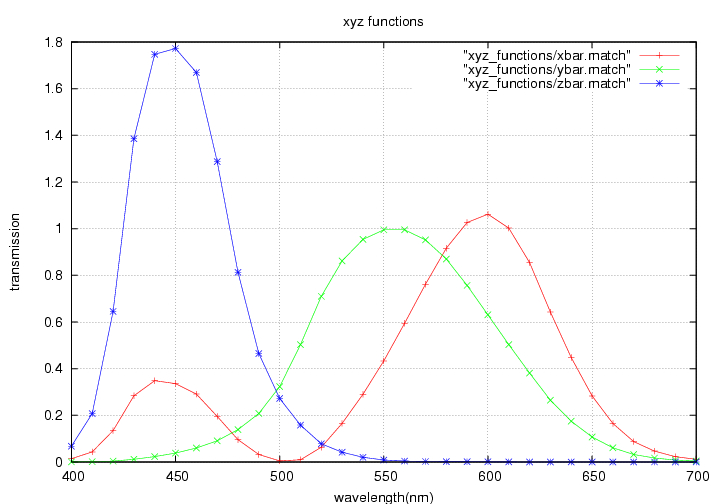 xyz functions
"xyz_functions/xbar.match"
"xyz_functions/ybar.match"
"xyz_functions/zbar.match"
1.8
1.6
1.4
1.2
1
0.8
0.6
0.4
0.2
0
transmission
400 450 500 550 600 650 700
wavelength(nm)